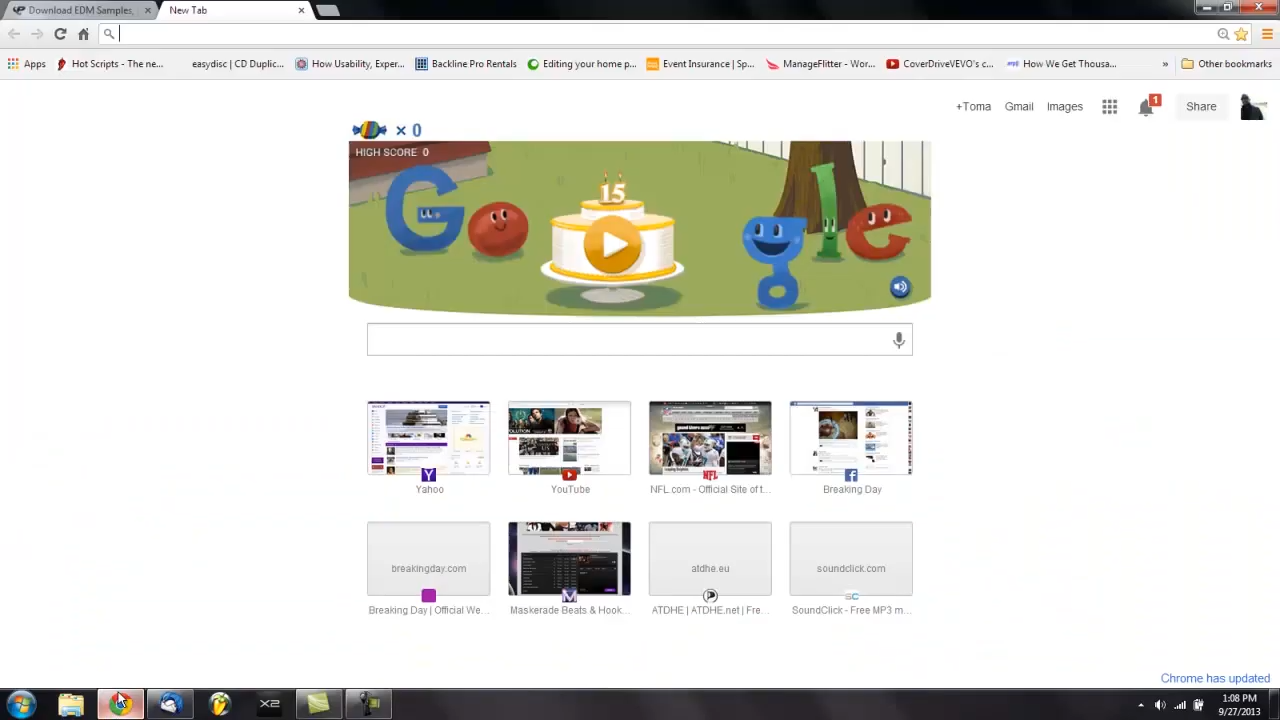 Download EDM Samples,
New Tab
Apps
Hot Scripts - The ne...
easydisc | CD Duplic...
How Usability, Exper...
Backline Pro Rentals
Editing your home p...
Event Insurance | Sp...
ManageFlitter - Wor...
CoverDriveVEVO's c...
How We Get Thousa...
»
Other bookmarks
+Toma
Gmail
Images
1
Share
× 0
HIGH SCORE 0
Go gle
15
Yahoo
YouTube
NFL.com - Official Site of t...
Breaking Day
breakingday.com
atdhe.eu
soundclick.com
Breaking Day | Official We...
Maskerade Beats & Hook...
ATDHE | ATDHE.net | Fre...
SoundClick - Free MP3 m...
Chrome has updated
X2
1:08 PM
9/27/2013